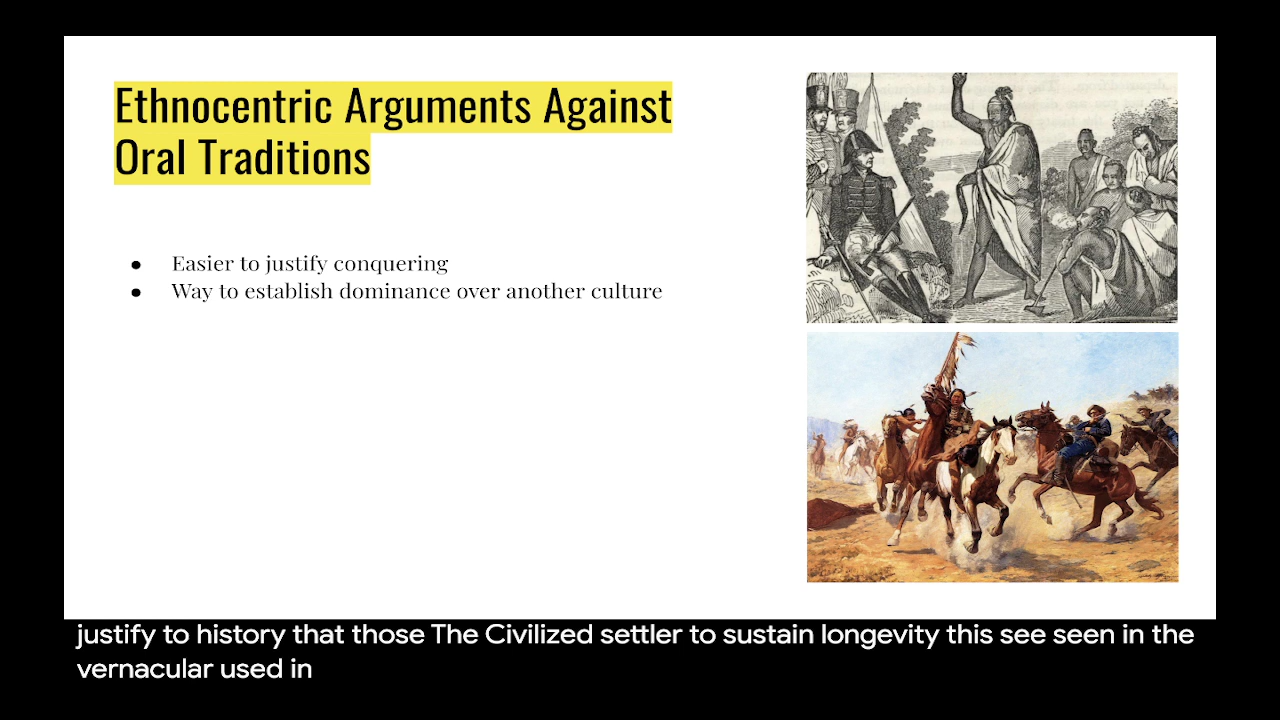 Ethnocentric Arguments Against
Oral Traditions
● Easier to justify conquering
● Way to establish dominance over another culture
justify to history that those The Civilized settler to sustain longevity this see seen in the
vernacular used in